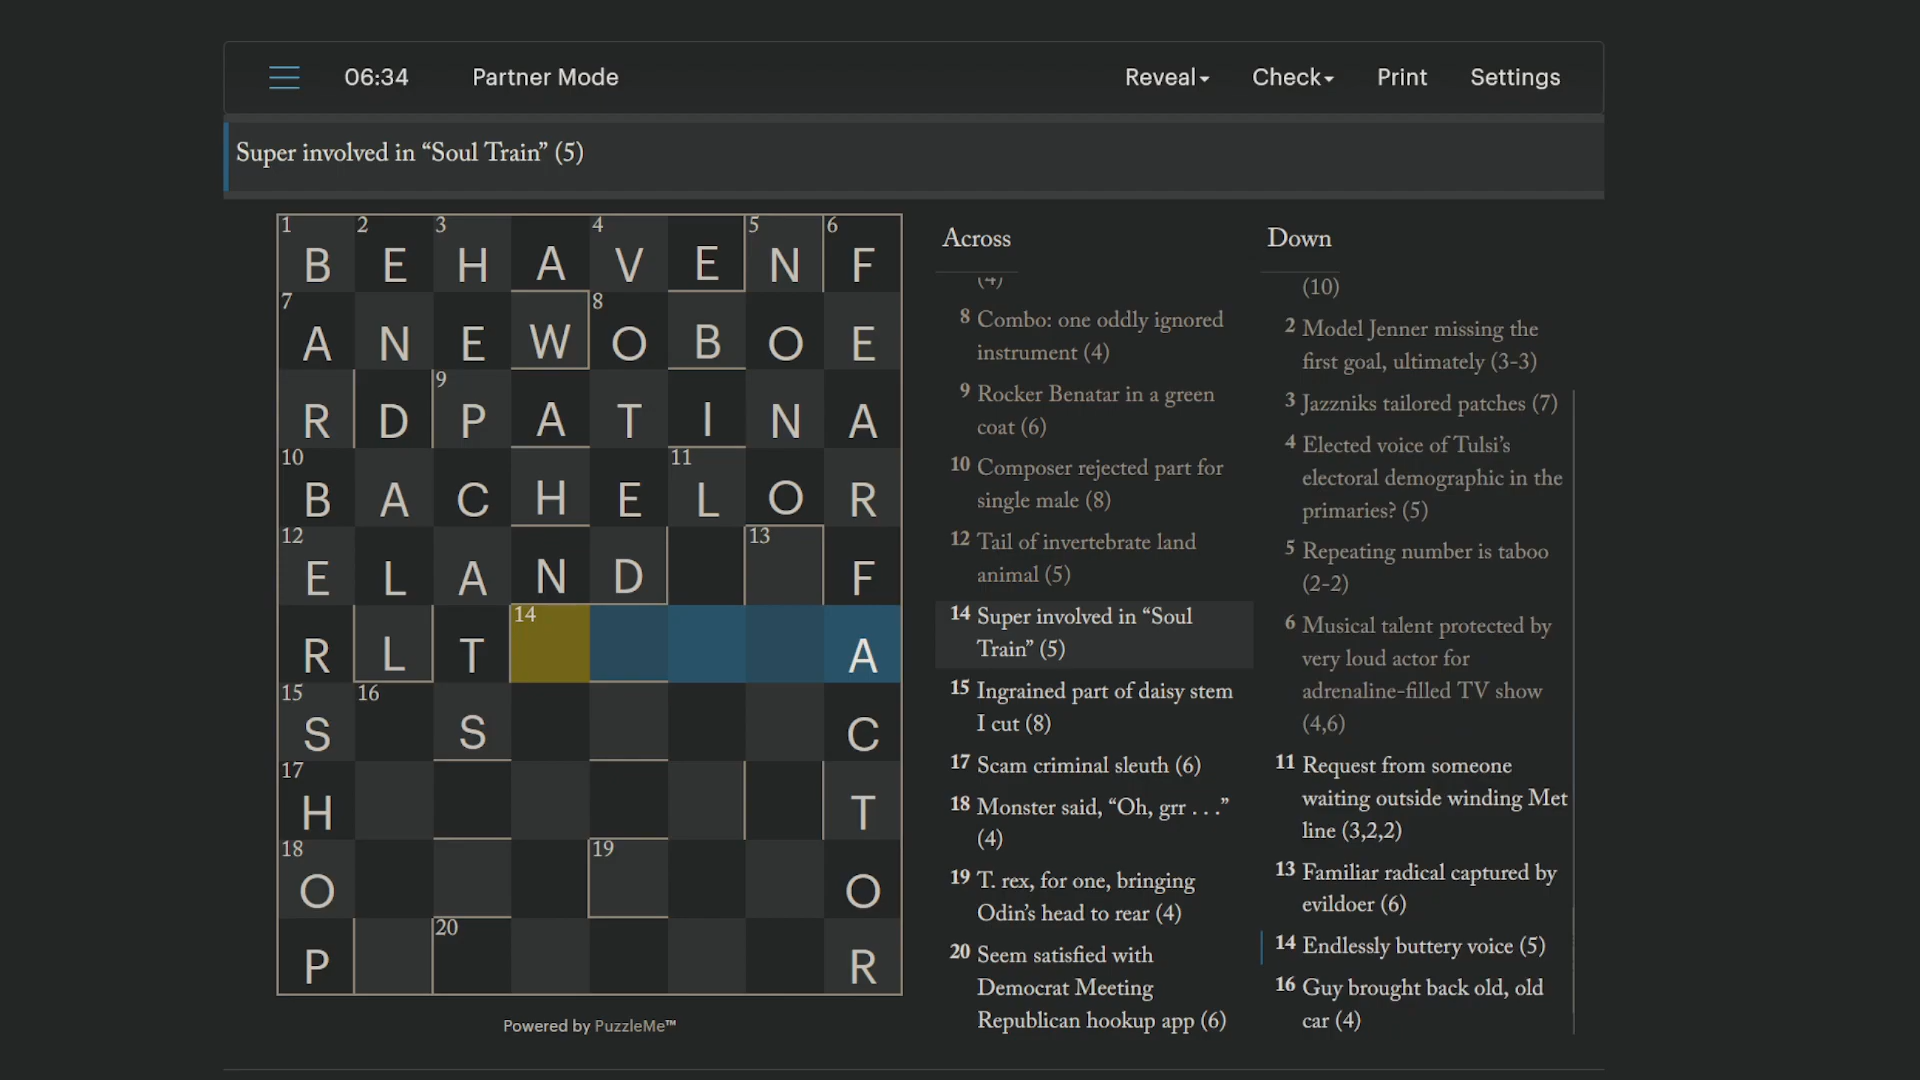 06:34 Partner Mode Reveal Check Print Settings
Super involved in “Soul Train” (5)
1 2 3 4 5 6
B E H A V E N F
7 8
A N E W O B O E
9
R D P A T I N A
10 11
B A C H E L O R
12 13
E L A N D F
14
R L T A
15 16
S S C
17
H T
18 19
O O
20
P R
Powered by PuzzleMe™
Across
(4)
8 Combo: one oddly ignored
instrument (4)
9 Rocker Benatar in a green
coat (6)
10 Composer rejected part for
single male (8)
12 Tail of invertebrate land
animal (5)
14 Super involved in “Soul
Train” (5)
15 Ingrained part of daisy stem
I cut (8)
17 Scam criminal sleuth (6)
18 Monster said, “Oh, grr . . .”
(4)
19 T. rex, for one, bringing
Odin’s head to rear (4)
20 Seem satisfied with
Democrat Meeting
Republican hookup app (6)
Down
(10)
2 Model Jenner missing the
first goal, ultimately (3-3)
3 Jazzniks tailored patches (7)
4 Elected voice of Tulsi’s
electoral demographic in the
primaries? (5)
5 Repeating number is taboo
(2-2)
6 Musical talent protected by
very loud actor for
adrenaline-filled TV show
(4,6)
11 Request from someone
waiting outside winding Met
line (3,2,2)
13 Familiar radical captured by
evildoer (6)
14 Endlessly buttery voice (5)
16 Guy brought back old, old
car (4)